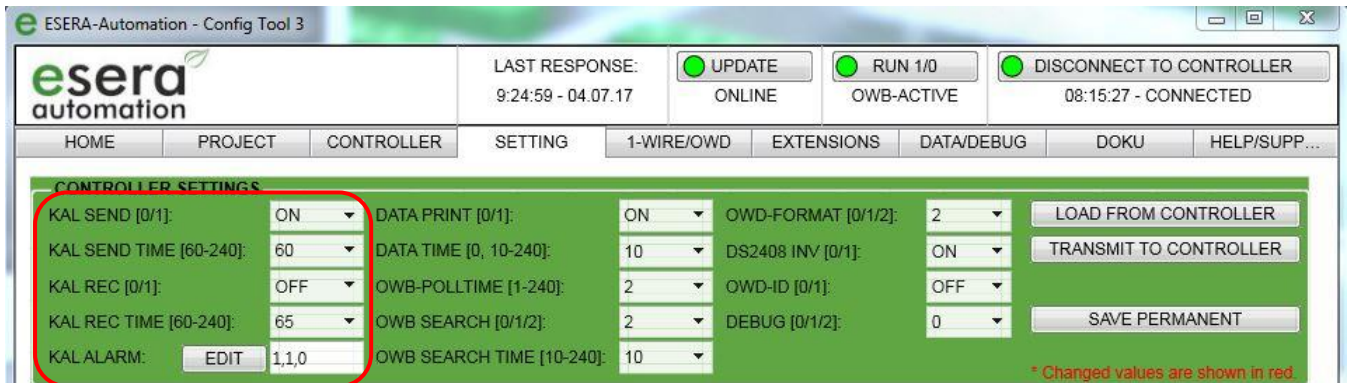 ESERA-Automation - Config Tool 3
esera
automation
LAST RESPONSE:
9:24:59 - 04.07.17
UPDATE
ONLINE
RUN 1/0
OWB-ACTIVE
DISCONNECT TO CONTROLLER
08:15:27 - CONNECTED
HOME PROJECT CONTROLLER SETTING 1-WIRE/OWD EXTENSIONS DATA/DEBUG DOKU HELP/SUPP...
CONTROLLER SETTINGS
KAL SEND [0/1]: ON DATA PRINT [0/1]: ON OWD-FORMAT [0/1/2]: 2 LOAD FROM CONTROLLER
KAL SEND TIME [60-240]: 60 DATA TIME [0, 10-240]: 10 DS2408 INV [0/1]: ON TRANSMIT TO CONTROLLER
KAL REC [0/1]: OFF OWB-POLLTIME [1-240]: 2 OWD-ID [0/1]: OFF
KAL REC TIME [60-240]: 65 OWB SEARCH [0/1/2]: 2 DEBUG [0/1/2]: 0 SAVE PERMANENT
KAL ALARM: EDIT 1,1,0 OWB SEARCH TIME [10-240]: 10
* Changed values are shown in red.